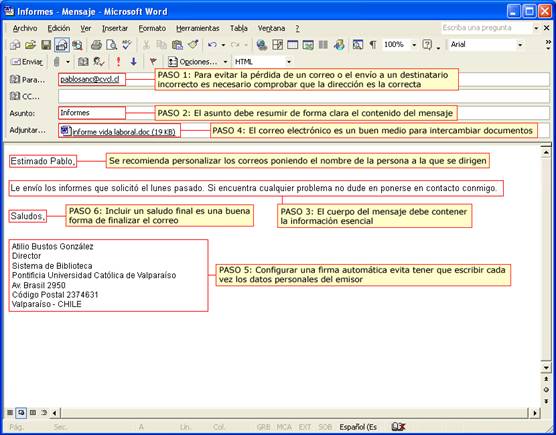 Informes - Mensaje - Microsoft Word
Archivo Edición Ver Insertar Formato Herramientas Tabla Ventana ? Escriba una pregunta
100% Arial
Enviar Opciones... HTML
Para... pablosanc@cvd.cl PASO 1: Para evitar la pérdida de un correo o el envío a un destinatario
incorrecto es necesario comprobar que la dirección es la correcta
CC...
Asunto: Informes PASO 2: El asunto debe resumir de forma clara el contenido del mensaje
Adjuntar... informe vida laboral.doc (19 KB) PASO 4: El correo electrónico es un buen medio para intercambiar documentos
Estimado Pablo, Se recomienda personalizar los correos poniendo el nombre de la persona a la que se dirigen
Le envío los informes que solicitó el lunes pasado. Si encuentra cualquier problema no dude en ponerse en contacto conmigo.
Saludos, PASO 6: Incluir un saludo final es una buena
forma de finalizar el correo
PASO 3: El cuerpo del mensaje debe contener
la información esencial
Atilio Bustos González
Director
Sistema de Biblioteca
Pontificia Universidad Católica de Valparaíso
Av. Brasil 2950
Código Postal 2374631
Valparaíso - CHILE
PASO 5: Configurar una firma automática evita tener que escribir cada
vez los datos personales del emisor
Pág. Sec. A Lín. Col. GRB MCA EXT SOB Español (Es